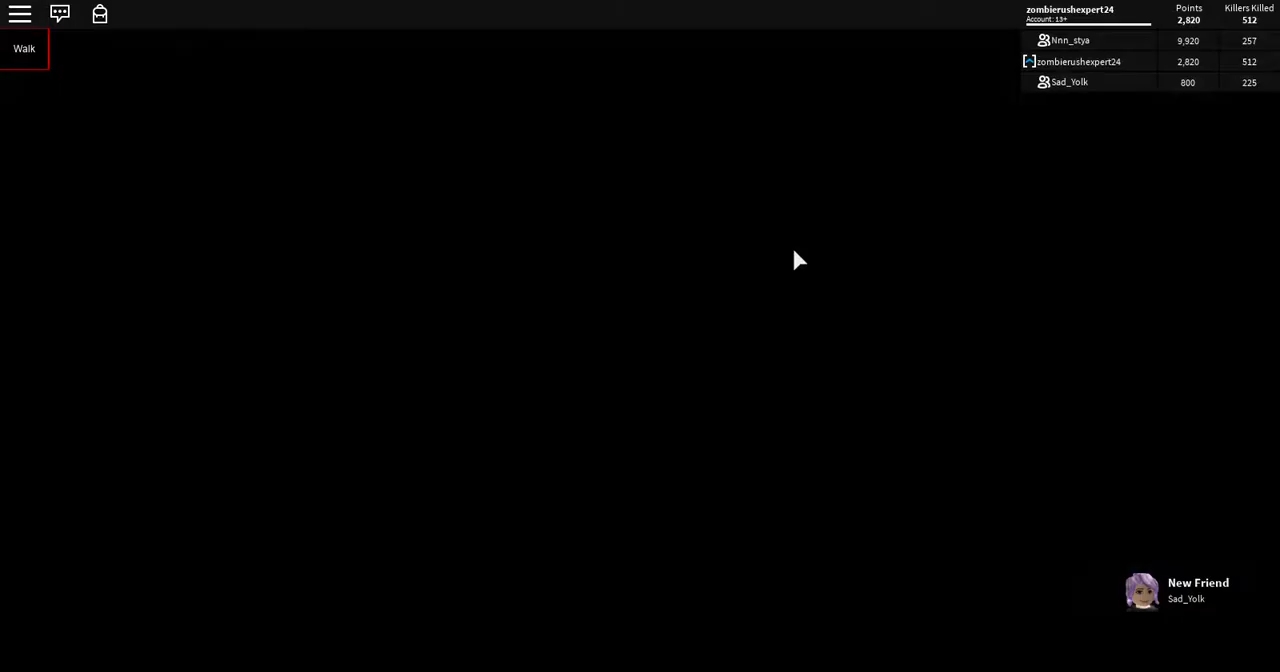 zombierushexpert24 Points Killers Killed
Account: 13+ 2,820 512
Walk
Nnn_stya 9,920 257
zombierushexpert24 2,820 512
Sad_Yolk 800 225
New Friend
Sad_Yolk